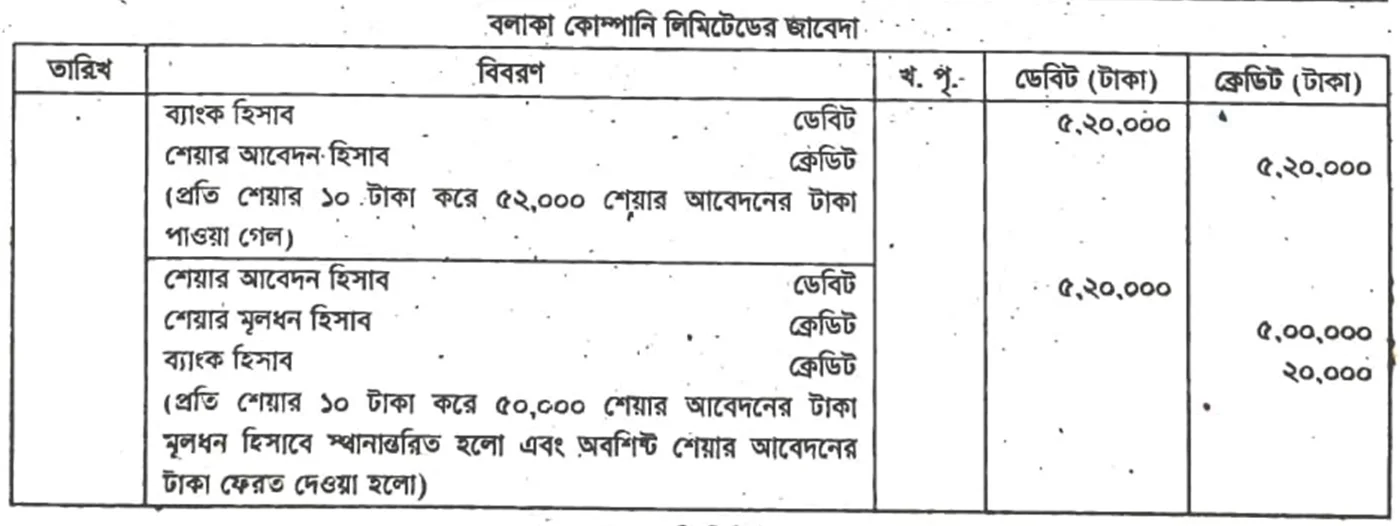 বলাকা কোম্পানি লিমিটেডের জাবেদা
তারিখ বিবরণ খ. পৃ. ডেবিট (টাকা) ক্রেডিট (টাকা)
ব্যাংক হিসাব ডেবিট ৫,২০,০০০
শেয়ার আবেদন হিসাব ক্রেডিট ৫,২০,০০০
(প্রতি শেয়ার ১০ টাকা করে ৫২,০০০ শেয়ার আবেদনের টাকা
পাওয়া গেল)
শেয়ার আবেদন হিসাব ডেবিট ৫,২০,০০০
শেয়ার মূলধন হিসাব ক্রেডিট ৫,০০,০০০
ব্যাংক হিসাব ক্রেডিট ২০,০০০
(প্রতি শেয়ার ১০ টাকা করে ৫০,০০০ শেয়ার আবেদনের টাকা
মূলধন হিসাবে স্থানান্তরিত হলো এবং অবশিষ্ট শেয়ার আবেদনের
টাকা ফেরত দেওয়া হলো)